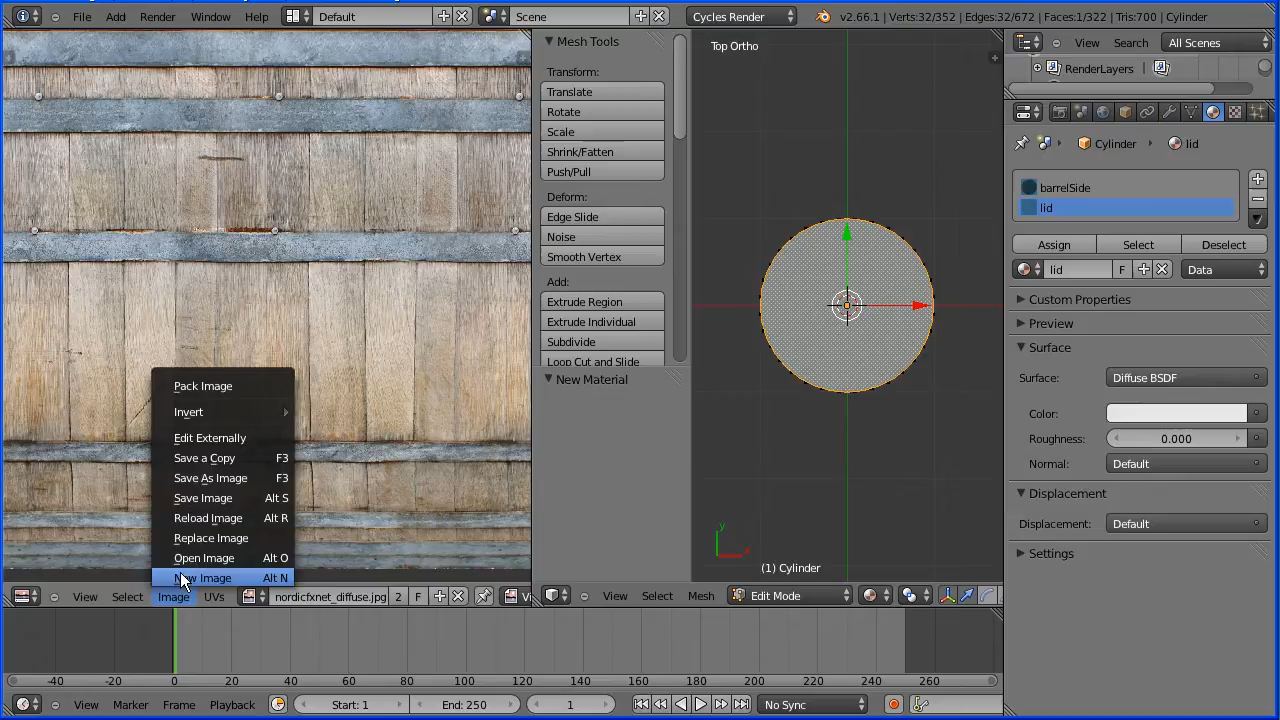 File Add Render Window Help Default Scene Cycles Render v2.66.1 | Verts:32/352 | Edges:32/672 | Faces:1/322 | Tris:700 | Cylinder
Mesh Tools
Transform:
Translate
Rotate
Scale
Shrink/Fatten
Push/Pull
Deform:
Edge Slide
Noise
Smooth Vertex
Add:
Extrude Region
Extrude Individual
Subdivide
Loop Cut and Slide
New Material
Top Ortho
y
x
(1) Cylinder
View Search All Scenes
RenderLayers
Cylinder lid
barrelSide
lid
Assign Select Deselect
lid F Data
Custom Properties
Preview
Surface
Surface: Diffuse BSDF
Color:
Roughness: 0.000
Normal: Default
Displacement
Displacement: Default
Settings
Pack Image
Invert
Edit Externally
Save a Copy F3
Save As Image F3
Save Image Alt S
Reload Image Alt R
Replace Image
Open Image Alt O
New Image Alt N
View Select Image UVs nordicfxnet_diffuse.jpg 2 F Vi
View Select Mesh Edit Mode
-40 -20 0 20 40 60 80 100 120 140 160 180 200 220 240 260
View Marker Frame Playback Start: 1 End: 250 1 No Sync